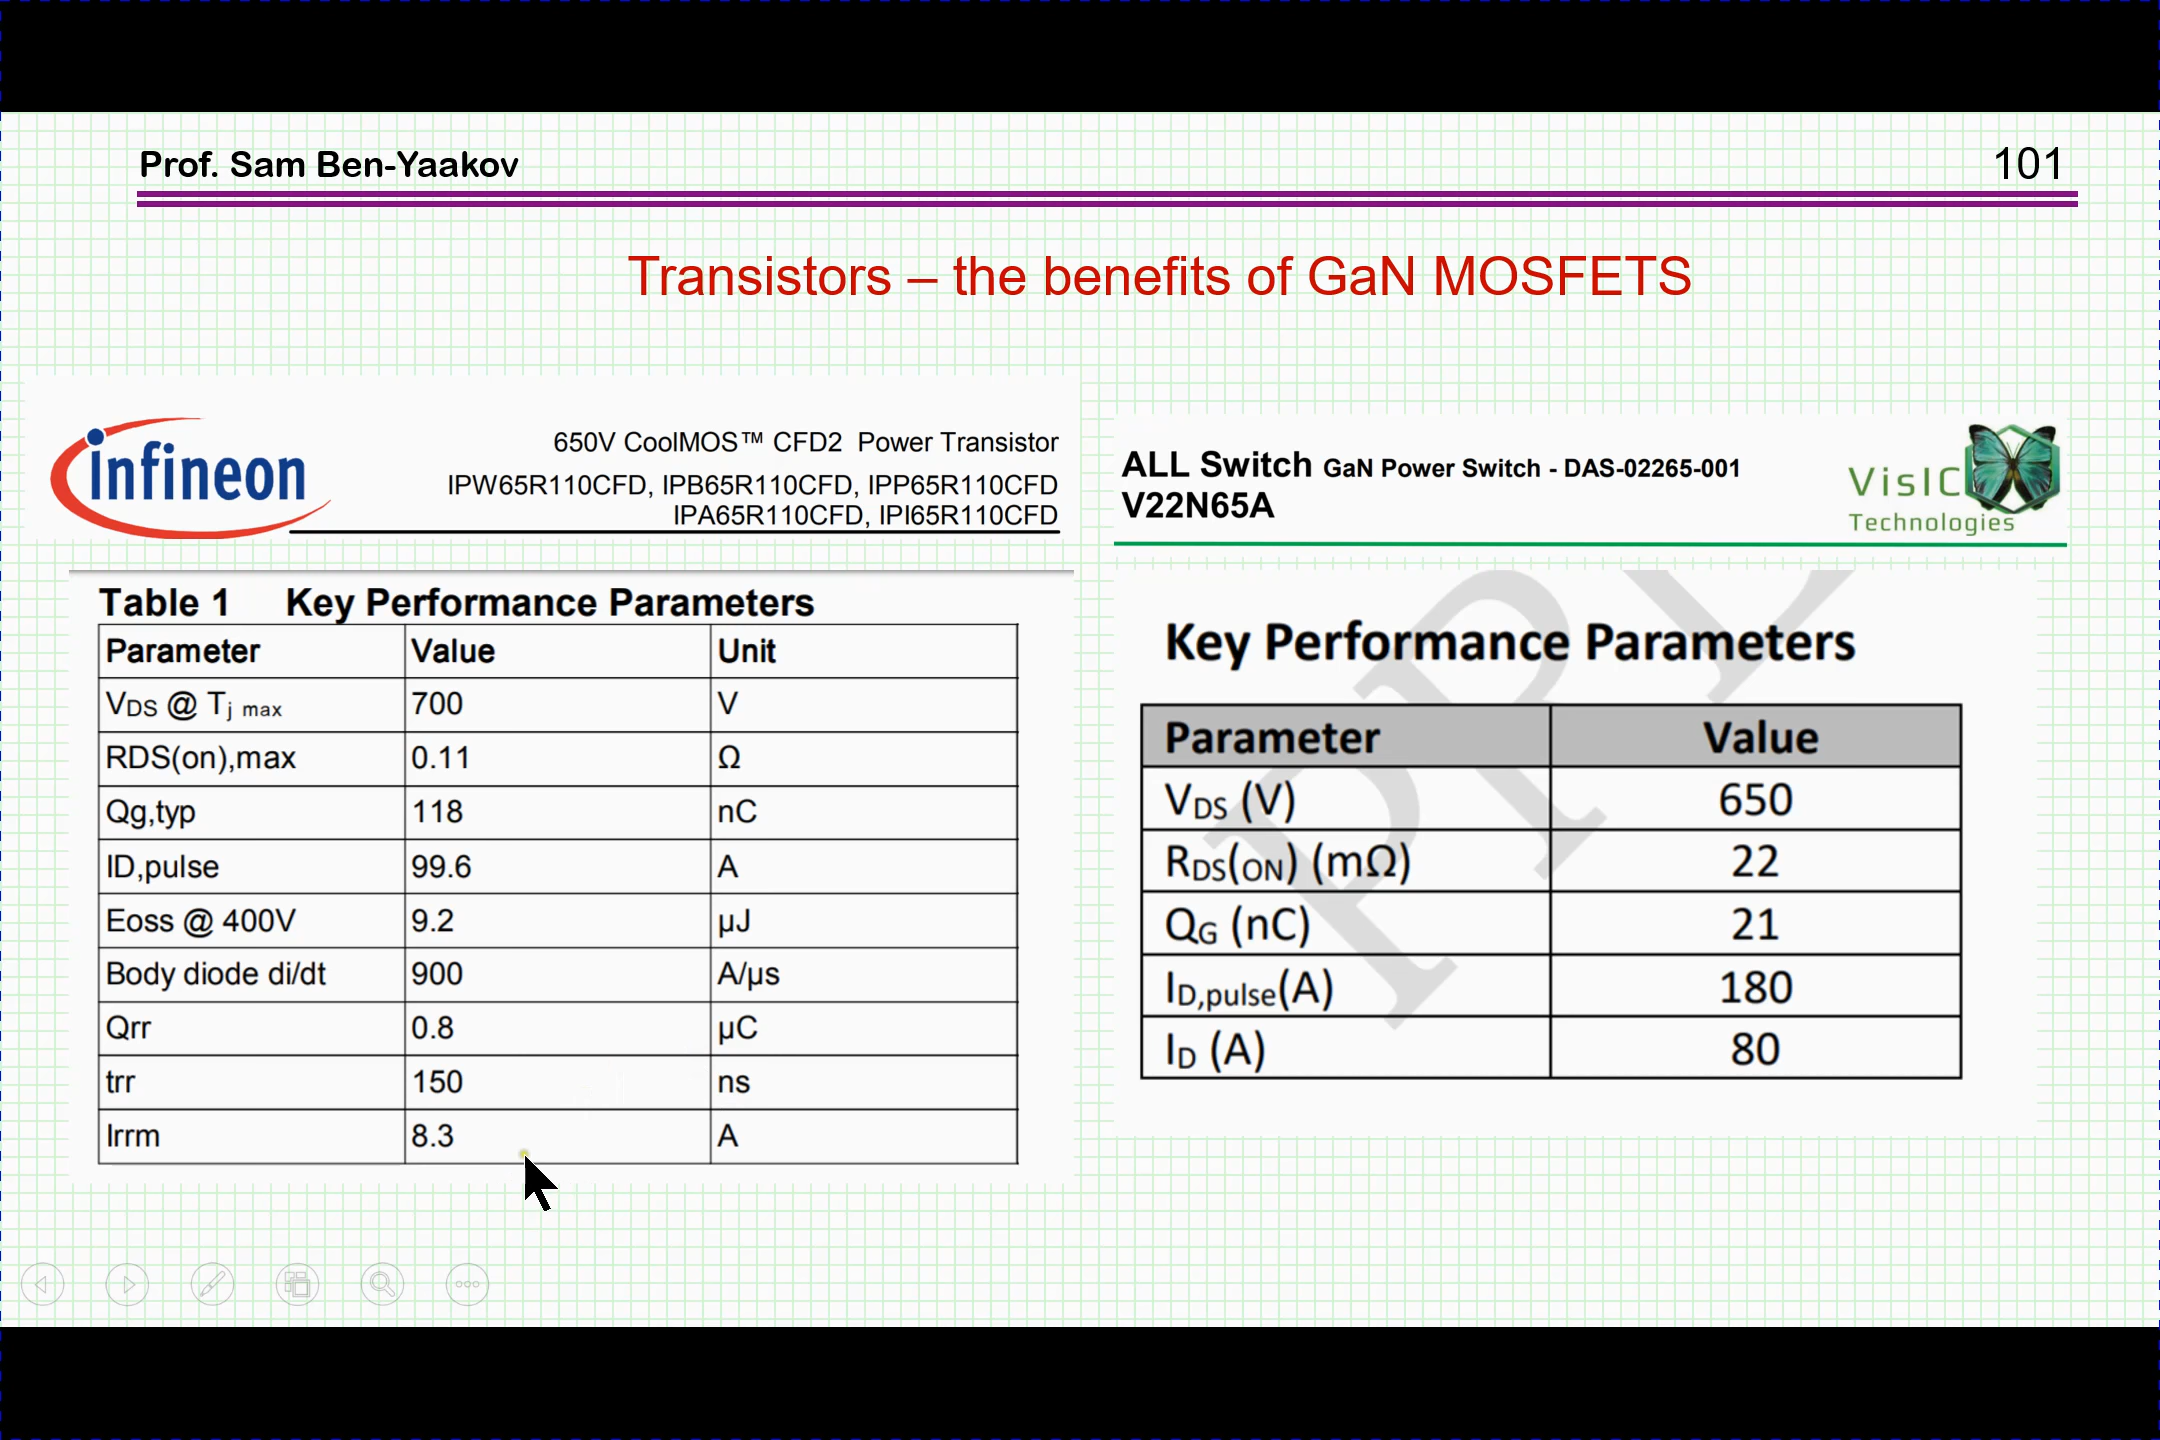 Prof. Sam Ben-Yaakov
101
Transistors – the benefits of GaN MOSFETS
infineon
650V CoolMOS™ CFD2 Power Transistor
IPW65R110CFD, IPB65R110CFD, IPP65R110CFD
IPA65R110CFD, IPI65R110CFD
Table 1 Key Performance Parameters
Parameter Value Unit
VDS @ Tj max 700 V
RDS(on),max 0.11 Ω
Qg,typ 118 nC
ID,pulse 99.6 A
Eoss @ 400V 9.2 µJ
Body diode di/dt 900 A/µs
Qrr 0.8 µC
trr 150 ns
Irrm 8.3 A
ALL Switch GaN Power Switch - DAS-02265-001
V22N65A
VisIC
Technologies
Key Performance Parameters
Parameter Value
VDS (V) 650
RDS(ON) (mΩ) 22
QG (nC) 21
ID,pulse(A) 180
ID (A) 80